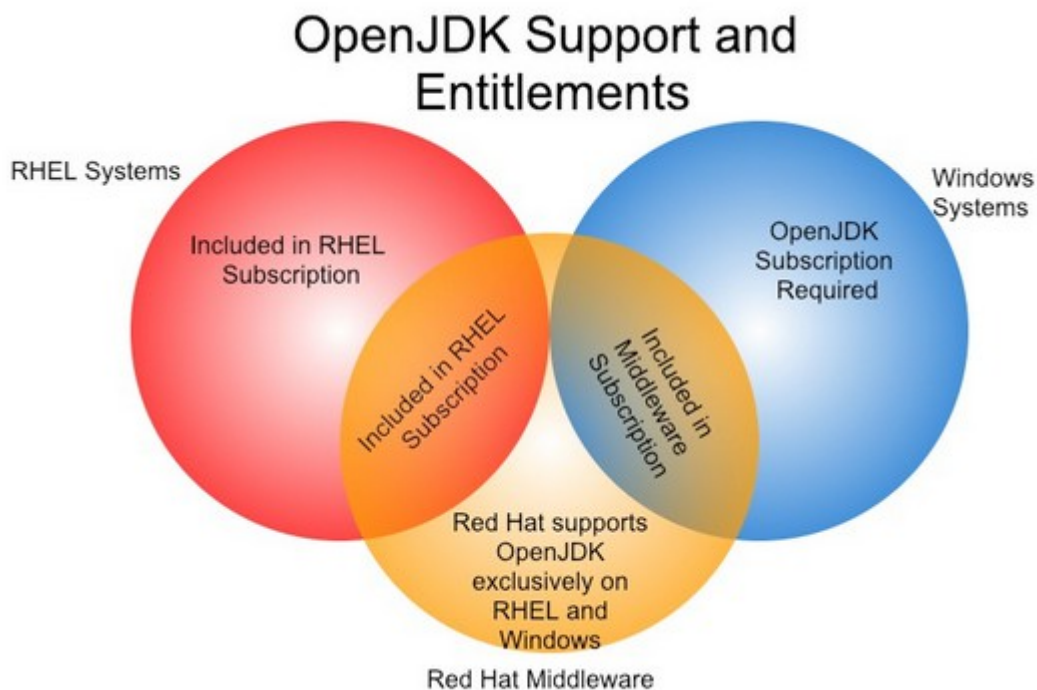 OpenJDK Support and
Entitlements
RHEL Systems
Windows
Systems
Included in RHEL
Subscription
OpenJDK
Subscription
Required
Included in RHEL
Subscription
Included in
Middleware
Subscription
Red Hat supports
OpenJDK
exclusively on
RHEL and
Windows
Red Hat Middleware